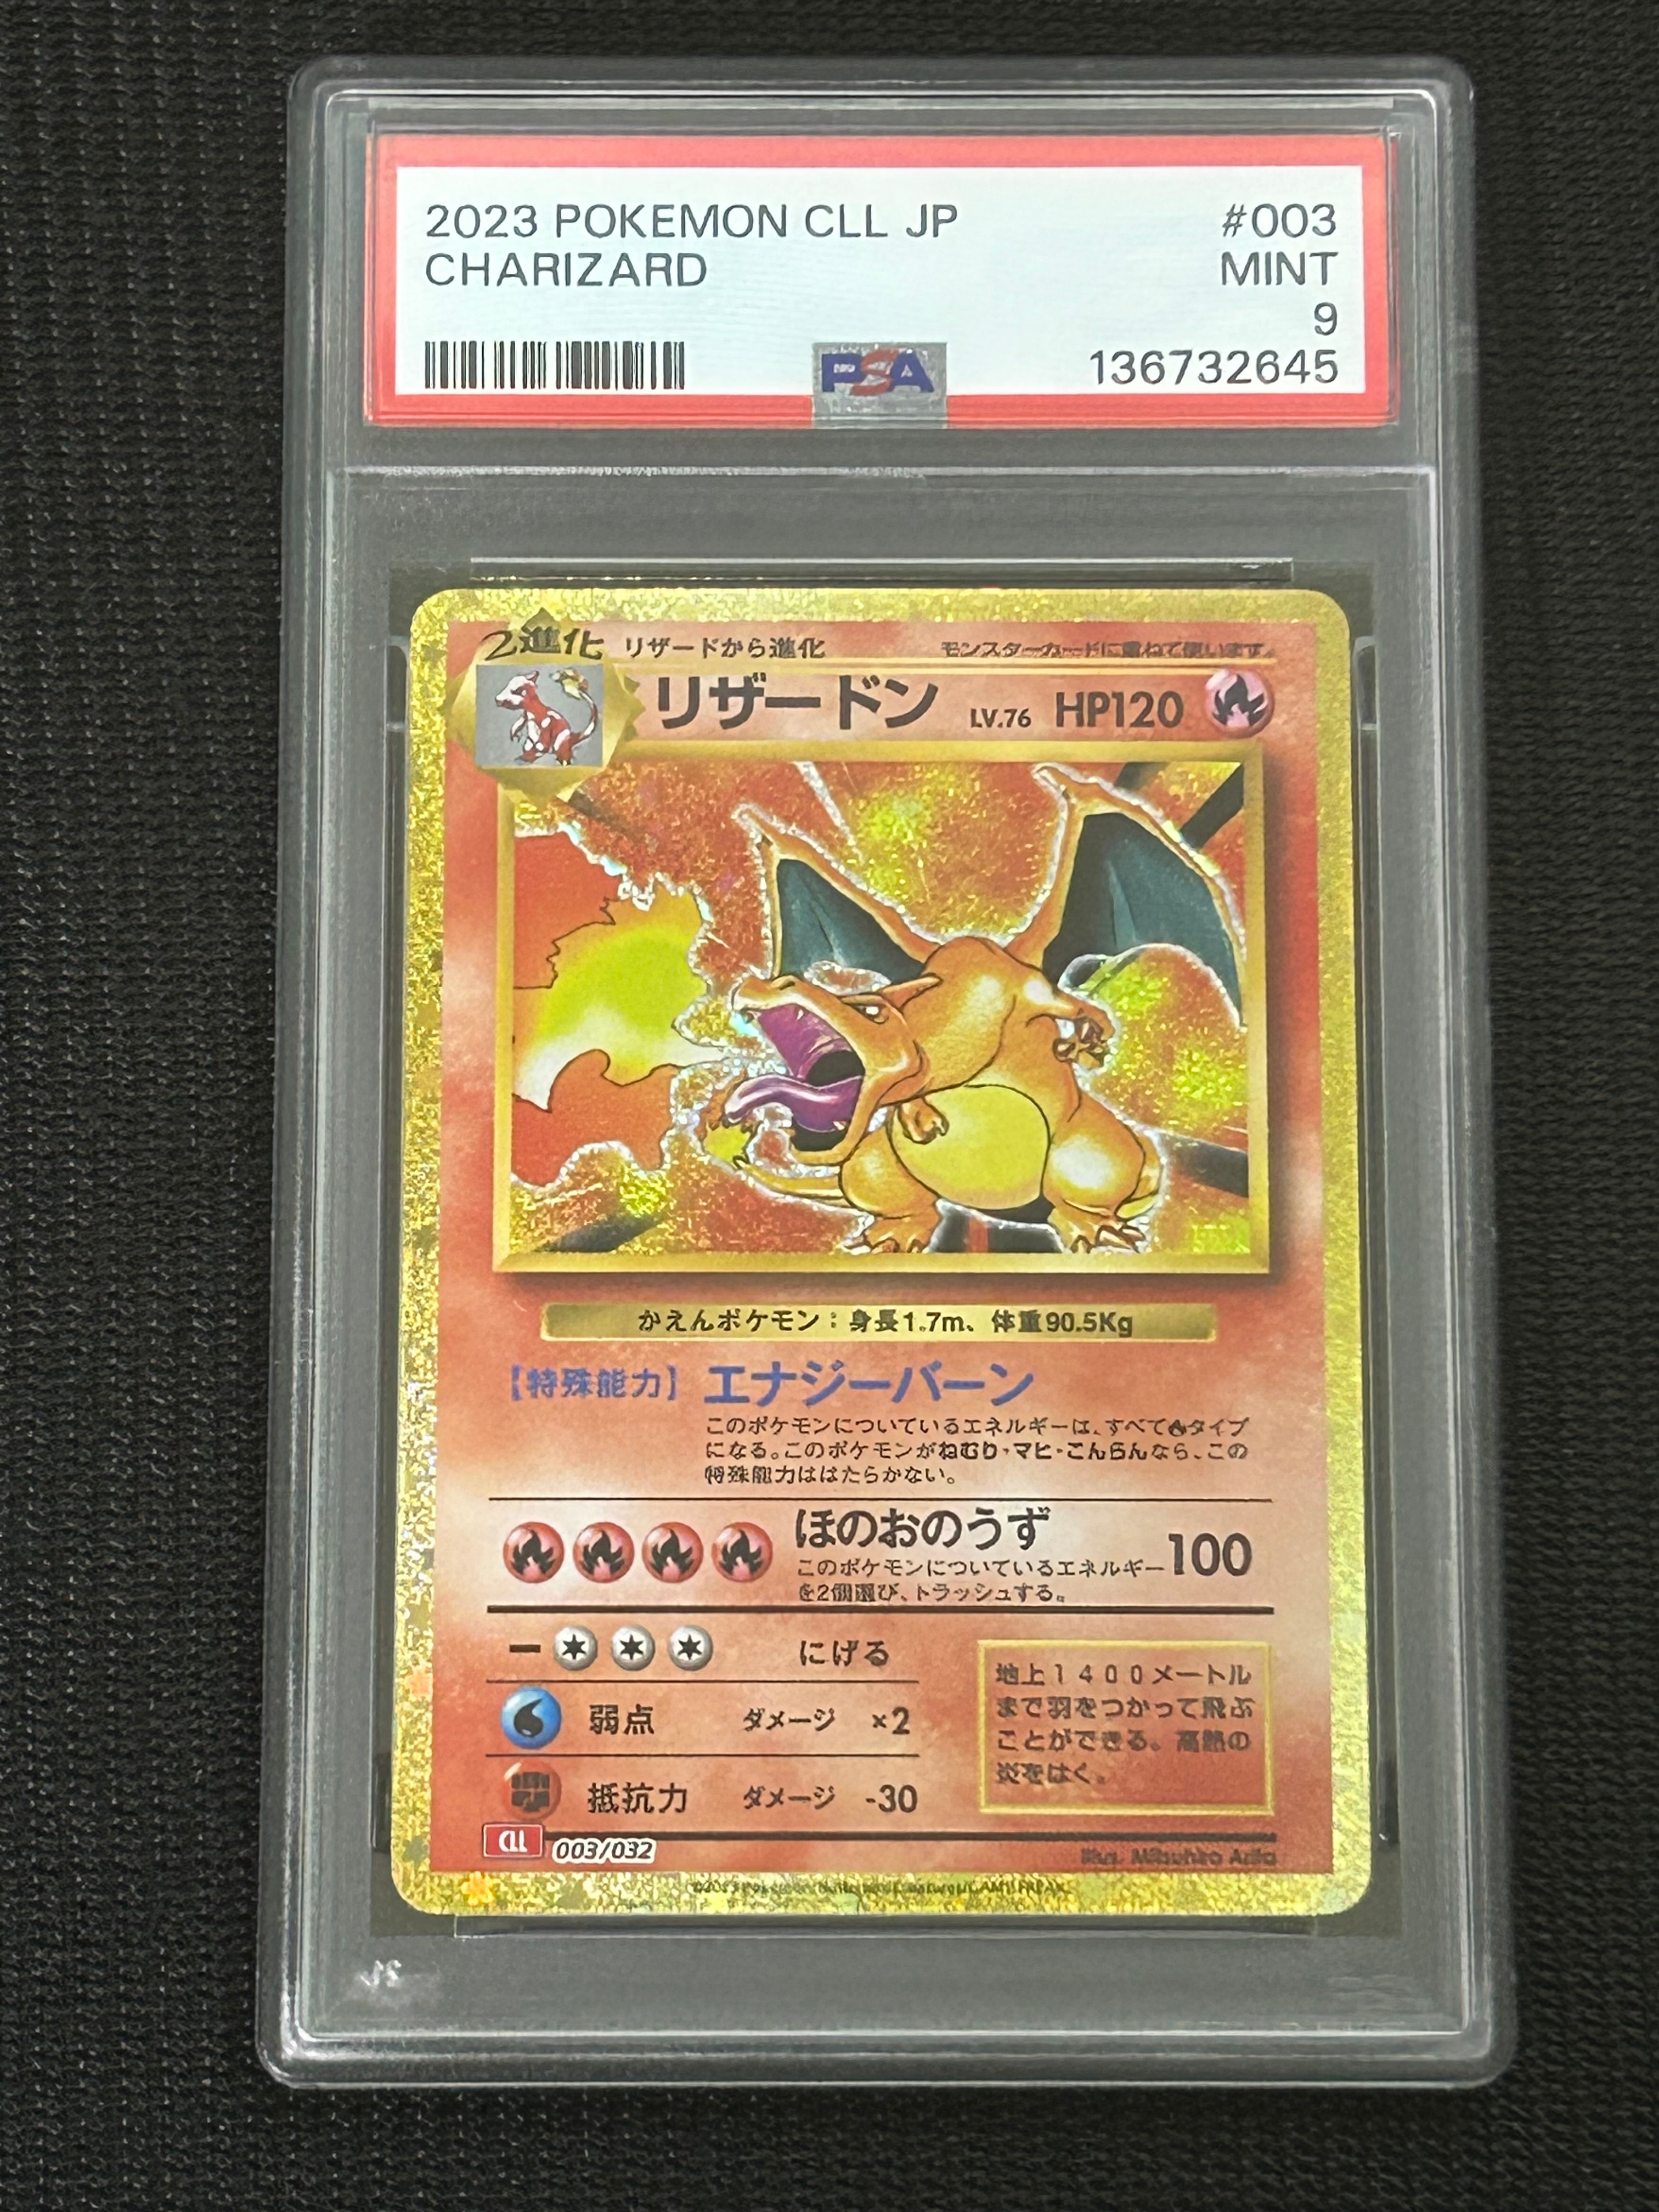 2023 POKEMON CLL JP #003
CHARIZARD MINT
9
PSA 136732645
2進化 リザードから進化 モンスターカードに重ねて使います。
リザードン LV.76 HP120
かえんポケモン:身長1.7m、体重90.5Kg
【特殊能力】エナジーバーン
このポケモンについているエネルギーは、すべてタイプ
になる。このポケモンがねむり・マヒ・こんらんなら、この
特殊能力ははたらかない。
ほのおのうず 100
このポケモンについているエネルギー
を2個選び、トラッシュする。
にげる
弱点 ダメージ ×2
抵抗力 ダメージ -30
地上1400メートル
まで羽をつかって飛ぶ
ことができる。高熱の
炎をはく。
CLL 003/032
Illus. Mitsuhiro Arita